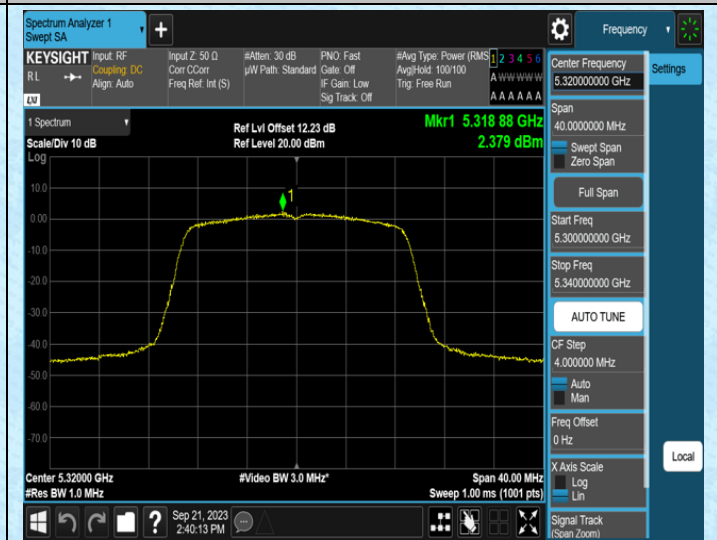 Spectrum Analyzer 1
Swept SA
+
Frequency
KEYSIGHT
RL
LXI
Input: RF
Coupling: DC
Align: Auto
Input Z: 50 Ω
Corr CCorr
Freq Ref: Int (S)
#Atten: 30 dB
µW Path: Standard
PNO: Fast
Gate: Off
IF Gain: Low
Sig Track: Off
#Avg Type: Power (RMS
Avg|Hold: 100/100
Trig: Free Run
1 2 3 4 5 6
A W W W W W
A A A A A A
1 Spectrum
Scale/Div 10 dB
Log
Ref Lvl Offset 12.23 dB
Ref Level 20.00 dBm
Mkr1 5.318 88 GHz
2.379 dBm
10.0
0.00
-10.0
-20.0
-30.0
-40.0
-50.0
-60.0
-70.0
1
Center 5.32000 GHz
#Res BW 1.0 MHz
#Video BW 3.0 MHz*
Span 40.00 MHz
Sweep 1.00 ms (1001 pts)
Center Frequency
5.320000000 GHz
Span
40.0000000 MHz
Swept Span
Zero Span
Full Span
Start Freq
5.300000000 GHz
Stop Freq
5.340000000 GHz
AUTO TUNE
CF Step
4.000000 MHz
Auto
Man
Freq Offset
0 Hz
X Axis Scale
Log
Lin
Signal Track
(Span Zoom)
Settings
Local
?
Sep 21, 2023
2:40:13 PM